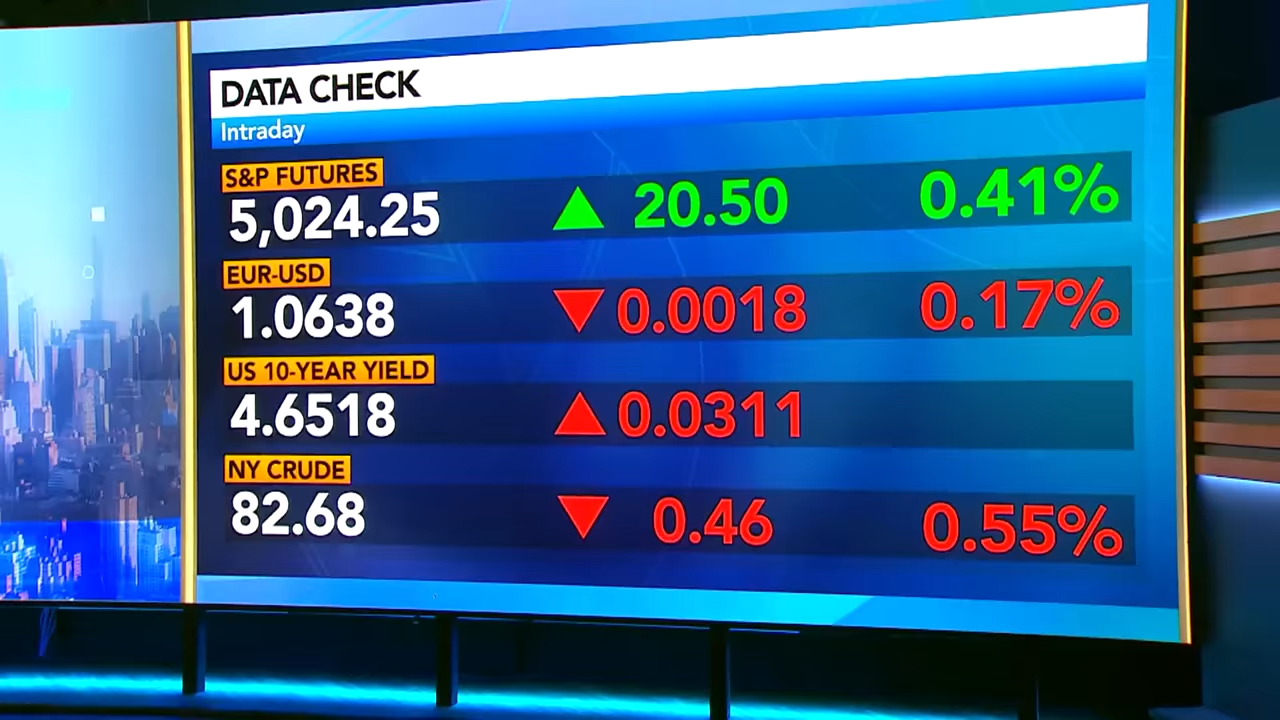 DATA CHECK
Intraday
S&P FUTURES
5,024.25 ▲ 20.50 0.41%
EUR-USD
1.0638 ▼ 0.0018 0.17%
US 10-YEAR YIELD
4.6518 ▲ 0.0311
NY CRUDE
82.68 ▼ 0.46 0.55%